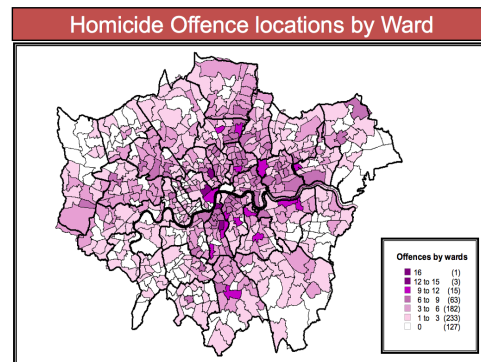 Homicide Offence locations by Ward
Offences by wards
16 (1)
12 to 15 (3)
9 to 12 (15)
6 to 9 (63)
3 to 6 (182)
1 to 3 (233)
0 (127)